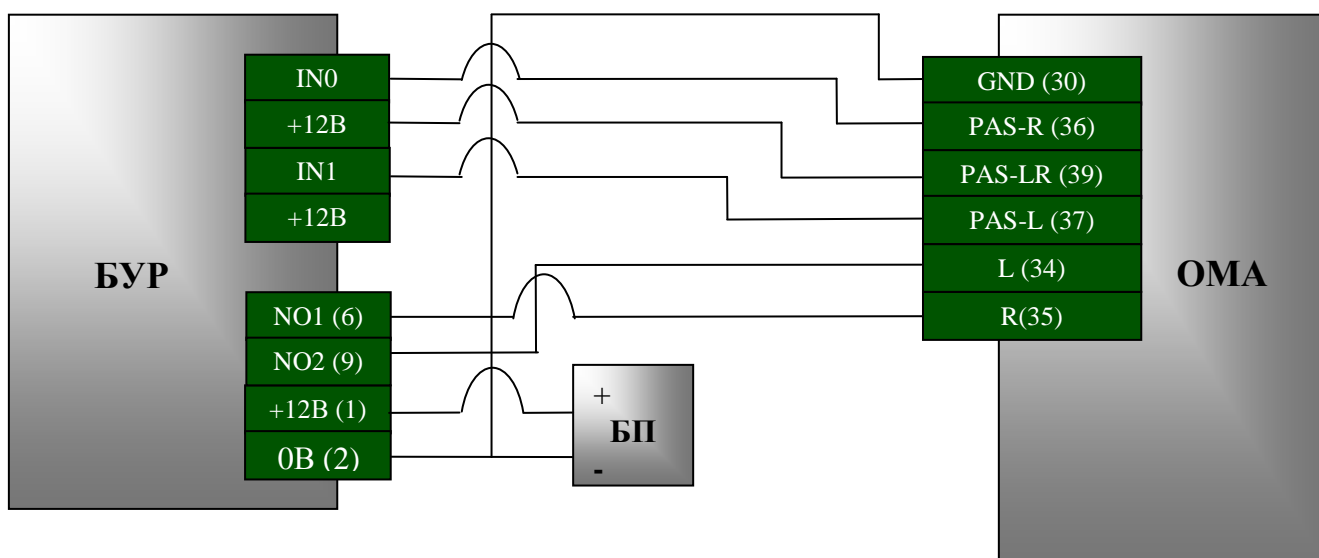 IN0
+12В
IN1
+12В
БУР
NO1 (6)
NO2 (9)
+12В (1)
0В (2)
+
БП
-
GND (30)
PAS-R (36)
PAS-LR (39)
PAS-L (37)
L (34)
R(35)
ОМА